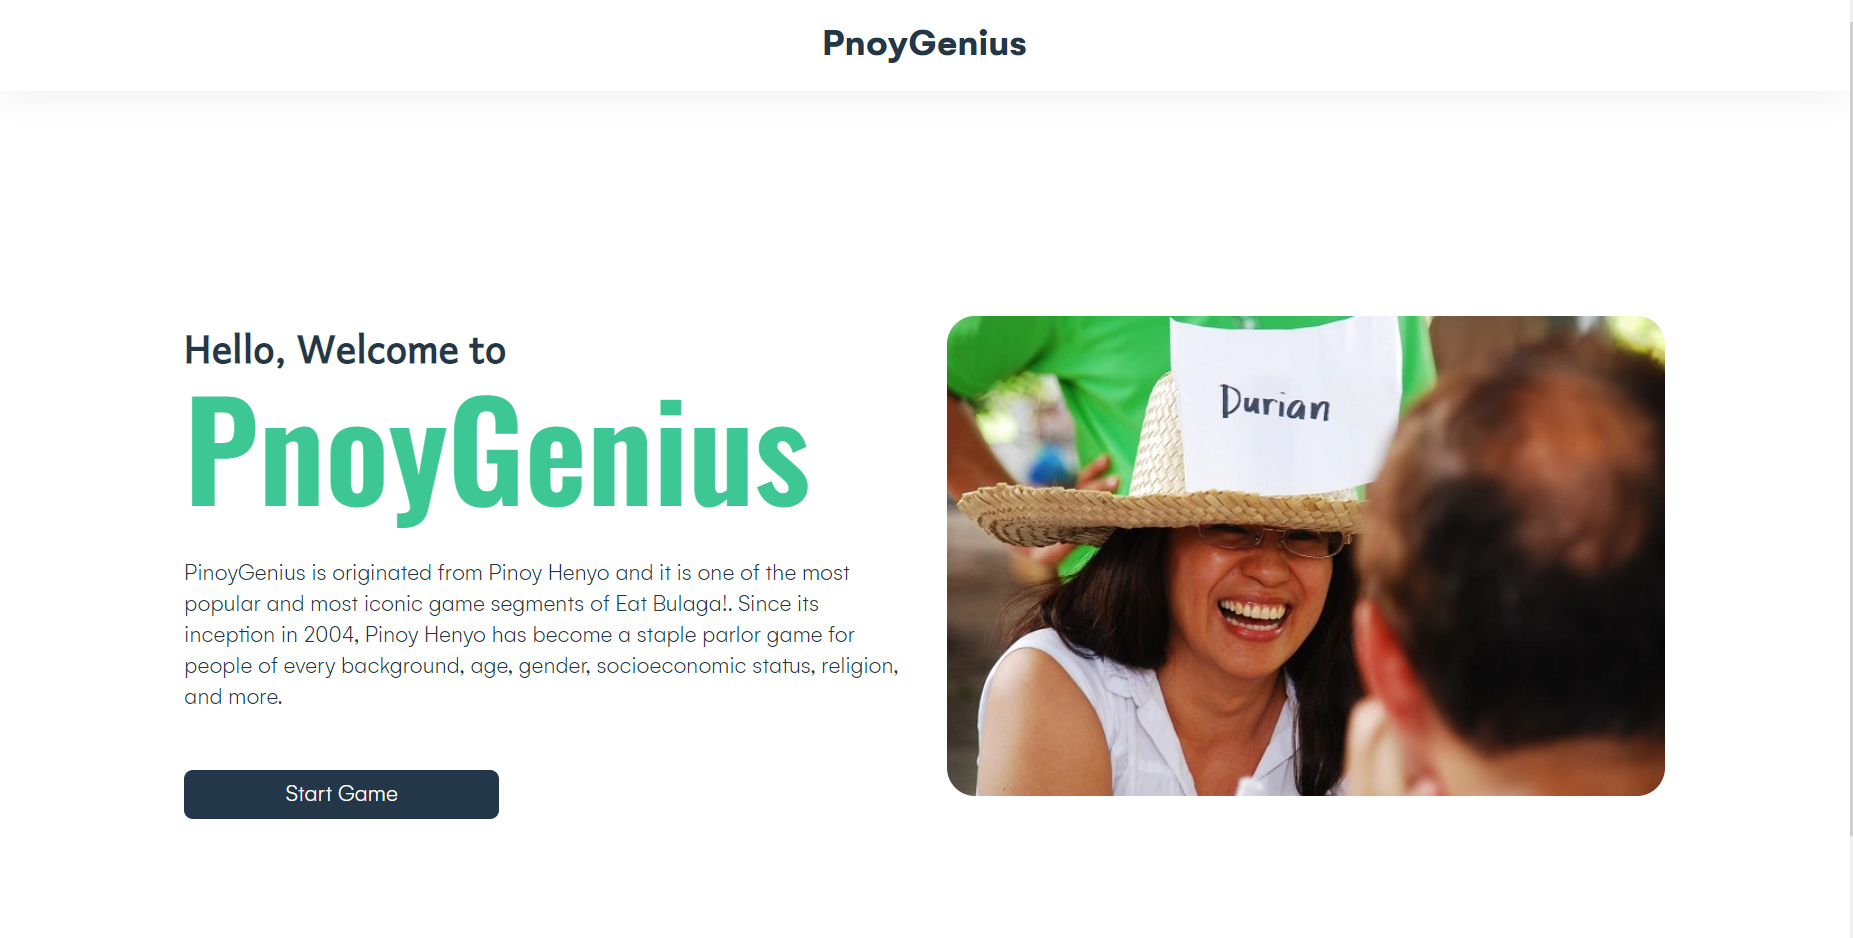 PnoyGenius
Hello, Welcome to
PnoyGenius
PinoyGenius is originated from Pinoy Henyo and it is one of the most
popular and most iconic game segments of Eat Bulaga!. Since its
inception in 2004, Pinoy Henyo has become a staple parlor game for
people of every background, age, gender, socioeconomic status, religion,
and more.
Start Game
Durian